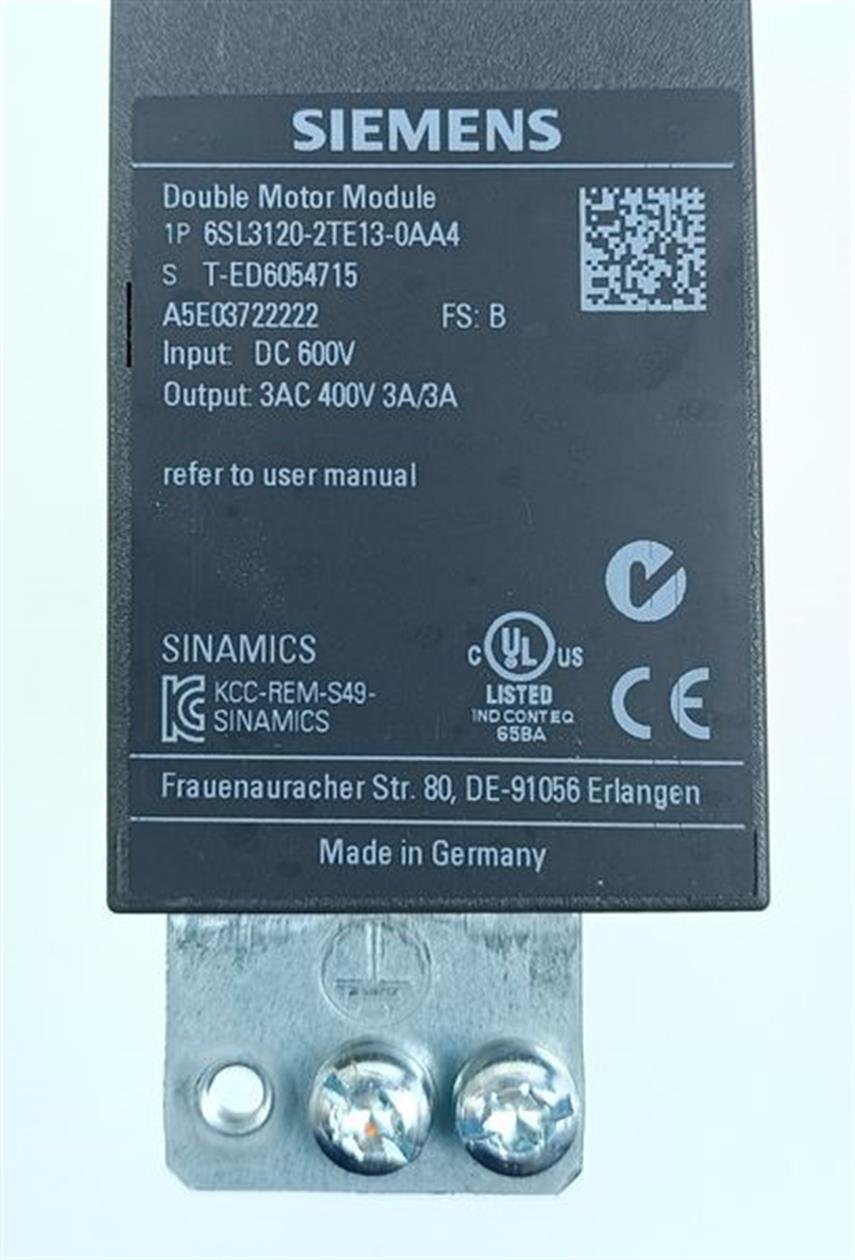 SIEMENS
Double Motor Module
1P 6SL3120-2TE13-0AA4
S T-ED6054715
A5E03722222 FS: B
Input: DC 600V
Output: 3AC 400V 3A/3A
refer to user manual
SINAMICS
KCC-REM-S49-
SINAMICS
C UL US
LISTED
IND CONT EQ
65BA
CE
Frauenauracher Str. 80, DE-91056 Erlangen
Made in Germany